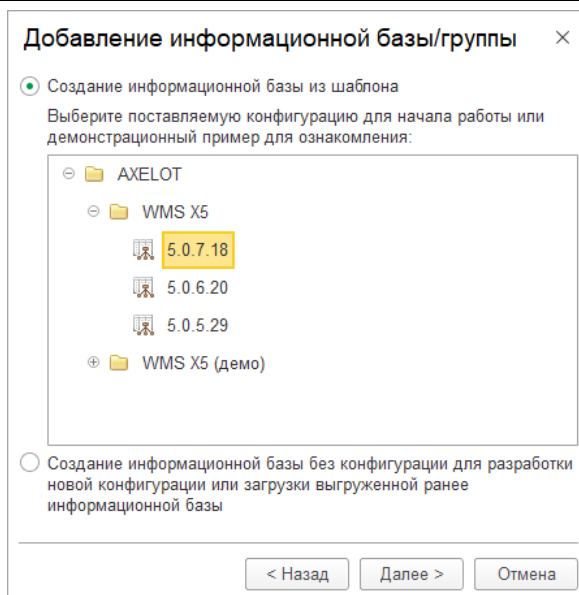 Добавление информационной базы/группы
Создание информационной базы из шаблона
Выберите поставляемую конфигурацию для начала работы или
демонстрационный пример для ознакомления:
AXELOT
WMS X5
5.0.7.18
5.0.6.20
5.0.5.29
WMS X5 (демо)
Создание информационной базы без конфигурации для разработки
новой конфигурации или загрузки выгруженной ранее
информационной базы
< Назад
Далее >
Отмена